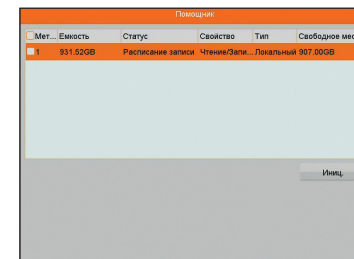 Помощник
Мет... Емкость Статус Свойство Тип Свободное мес
1 931.52GB Расписание записи Чтение/Запи... Локальный 907.00GB
Иниц.